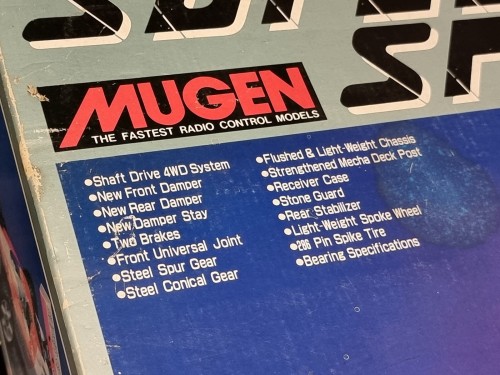 SP
MUGEN
THE FASTEST RADIO CONTROL MODELS
●Shaft Drive 4WD System
●New Front Damper
●New Rear Damper
●New Damper Stay
●Two Brakes
●Front Universal Joint
●Steel Spur Gear
●Steel Conical Gear
●Flushed & Light-Weight Chassis
●Strengthened Mecha Deck Post
●Receiver Case
●Stone Guard
●Rear Stabilizer
●Light-Weight Spoke Wheel
●Pin Spike Tire
●Bearing Specifications